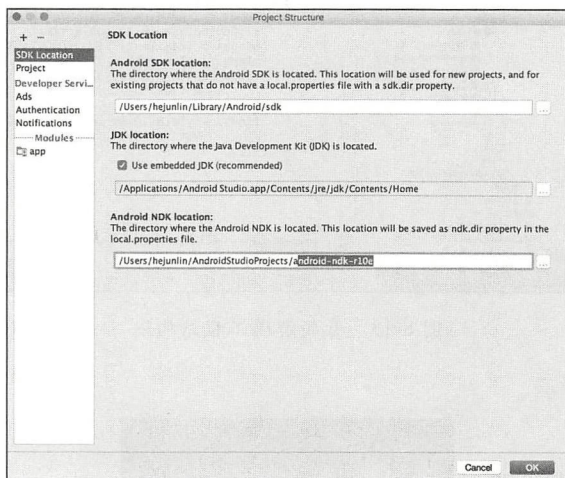 Project Structure
+ −
SDK Location
Project
Developer Servi...
Ads
Authentication
Notifications
Modules
app
SDK Location
Android SDK location:
The directory where the Android SDK is located. This location will be used for new projects, and for
existing projects that do not have a local.properties file with a sdk.dir property.
/Users/hejunlin/Library/Android/sdk
...
JDK location:
The directory where the Java Development Kit (JDK) is located.
Use embedded JDK (recommended)
/Applications/Android Studio.app/Contents/jre/jdk/Contents/Home
...
Android NDK location:
The directory where the Android NDK is located. This location will be saved as ndk.dir property in the
local.properties file.
/Users/hejunlin/AndroidStudioProjects/android-ndk-r10e
...
Cancel
OK